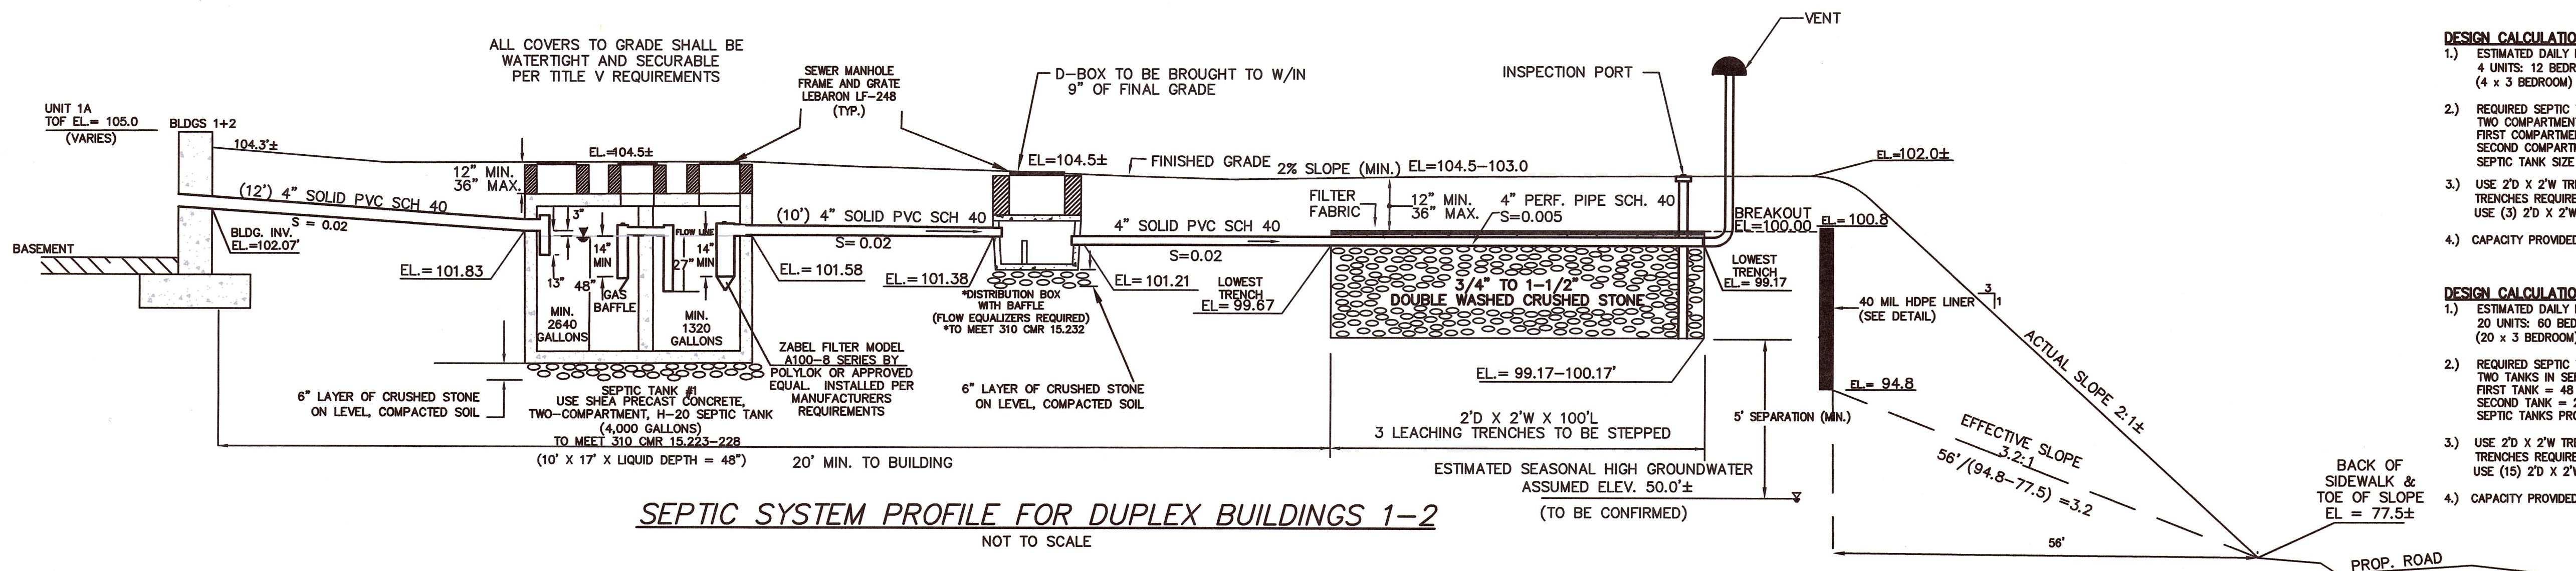 ALL COVERS TO GRADE SHALL BE
WATERTIGHT AND SECURABLE
PER TITLE V REQUIREMENTS
UNIT 1A
TOF EL.= 105.0
(VARIES)
BLDGS 1+2
104.3'±
(12') 4" SOLID PVC SCH 40
S = 0.02
BLDG. INV.
EL.=102.07'
BASEMENT
12" MIN.
36" MAX.
EL.=104.5±
SEWER MANHOLE
FRAME AND GRATE
LEBARON LF-248
(TYP.)
EL.= 101.83
3"
13"
14"
MIN
48"
GAS
BAFFLE
FLOW LINE
27"
14"
MIN
MIN.
2640
GALLONS
MIN.
1320
GALLONS
(10') 4" SOLID PVC SCH 40
S= 0.02
EL.= 101.58
ZABEL FILTER MODEL
A100-8 SERIES BY
POLYLOK OR APPROVED
EQUAL. INSTALLED PER
MANUFACTURERS
REQUIREMENTS
6" LAYER OF CRUSHED STONE
ON LEVEL, COMPACTED SOIL
SEPTIC TANK #1
USE SHEA PRECAST CONCRETE,
TWO-COMPARTMENT, H-20 SEPTIC TANK
(4,000 GALLONS)
TO MEET 310 CMR 15.223-228
(10' X 17' X LIQUID DEPTH = 48")
20' MIN. TO BUILDING
D-BOX TO BE BROUGHT TO W/IN
9" OF FINAL GRADE
EL=104.5±
FINISHED GRADE
2% SLOPE (MIN.)
EL=104.5-103.0
EL.= 101.38
*DISTRIBUTION BOX
WITH BAFFLE
(FLOW EQUALIZERS REQUIRED)
*TO MEET 310 CMR 15.232
6" LAYER OF CRUSHED STONE
ON LEVEL, COMPACTED SOIL
4" SOLID PVC SCH 40
S=0.02
EL=101.21
LOWEST
TRENCH
EL= 99.67
FILTER
FABRIC
12" MIN.
36" MAX.
4" PERF. PIPE SCH. 40
S=0.005
INSPECTION PORT
VENT
3/4" TO 1-1/2"
DOUBLE WASHED CRUSHED STONE
BREAKOUT
EL=100.00
LOWEST
TRENCH
EL= 99.17
EL.= 99.17-100.17'
2'D X 2'W X 100'L
3 LEACHING TRENCHES TO BE STEPPED
5' SEPARATION (MIN.)
ESTIMATED SEASONAL HIGH GROUNDWATER
ASSUMED ELEV. 50.0'±
(TO BE CONFIRMED)
EL=102.0±
EL= 100.8
40 MIL HDPE LINER
(SEE DETAIL)
EL= 94.8
3
1
ACTUAL SLOPE 2:1±
EFFECTIVE SLOPE
3.2:1
56'/(94.8-77.5) =3.2
56'
BACK OF
SIDEWALK &
TOE OF SLOPE
EL = 77.5±
PROP. ROAD
SEPTIC SYSTEM PROFILE FOR DUPLEX BUILDINGS 1-2
NOT TO SCALE
DESIGN CALCULATIO
1.) ESTIMATED DAILY
4 UNITS: 12 BEDR
(4 x 3 BEDROOM)
2.) REQUIRED SEPTIC
TWO COMPARTMENT
FIRST COMPARTME
SECOND COMPARTM
SEPTIC TANK SIZE
3.) USE 2'D X 2'W TRE
TRENCHES REQUIRE
USE (3) 2'D X 2'W
4.) CAPACITY PROVIDED
DESIGN CALCULATIO
1.) ESTIMATED DAILY
20 UNITS: 60 BED
(20 x 3 BEDROOM)
2.) REQUIRED SEPTIC
TWO TANKS IN SE
FIRST TANK = 48
SECOND TANK = 2
SEPTIC TANKS PRO
3.) USE 2'D X 2'W TRE
TRENCHES REQUIRE
USE (15) 2'D X 2'W
4.) CAPACITY PROVIDED